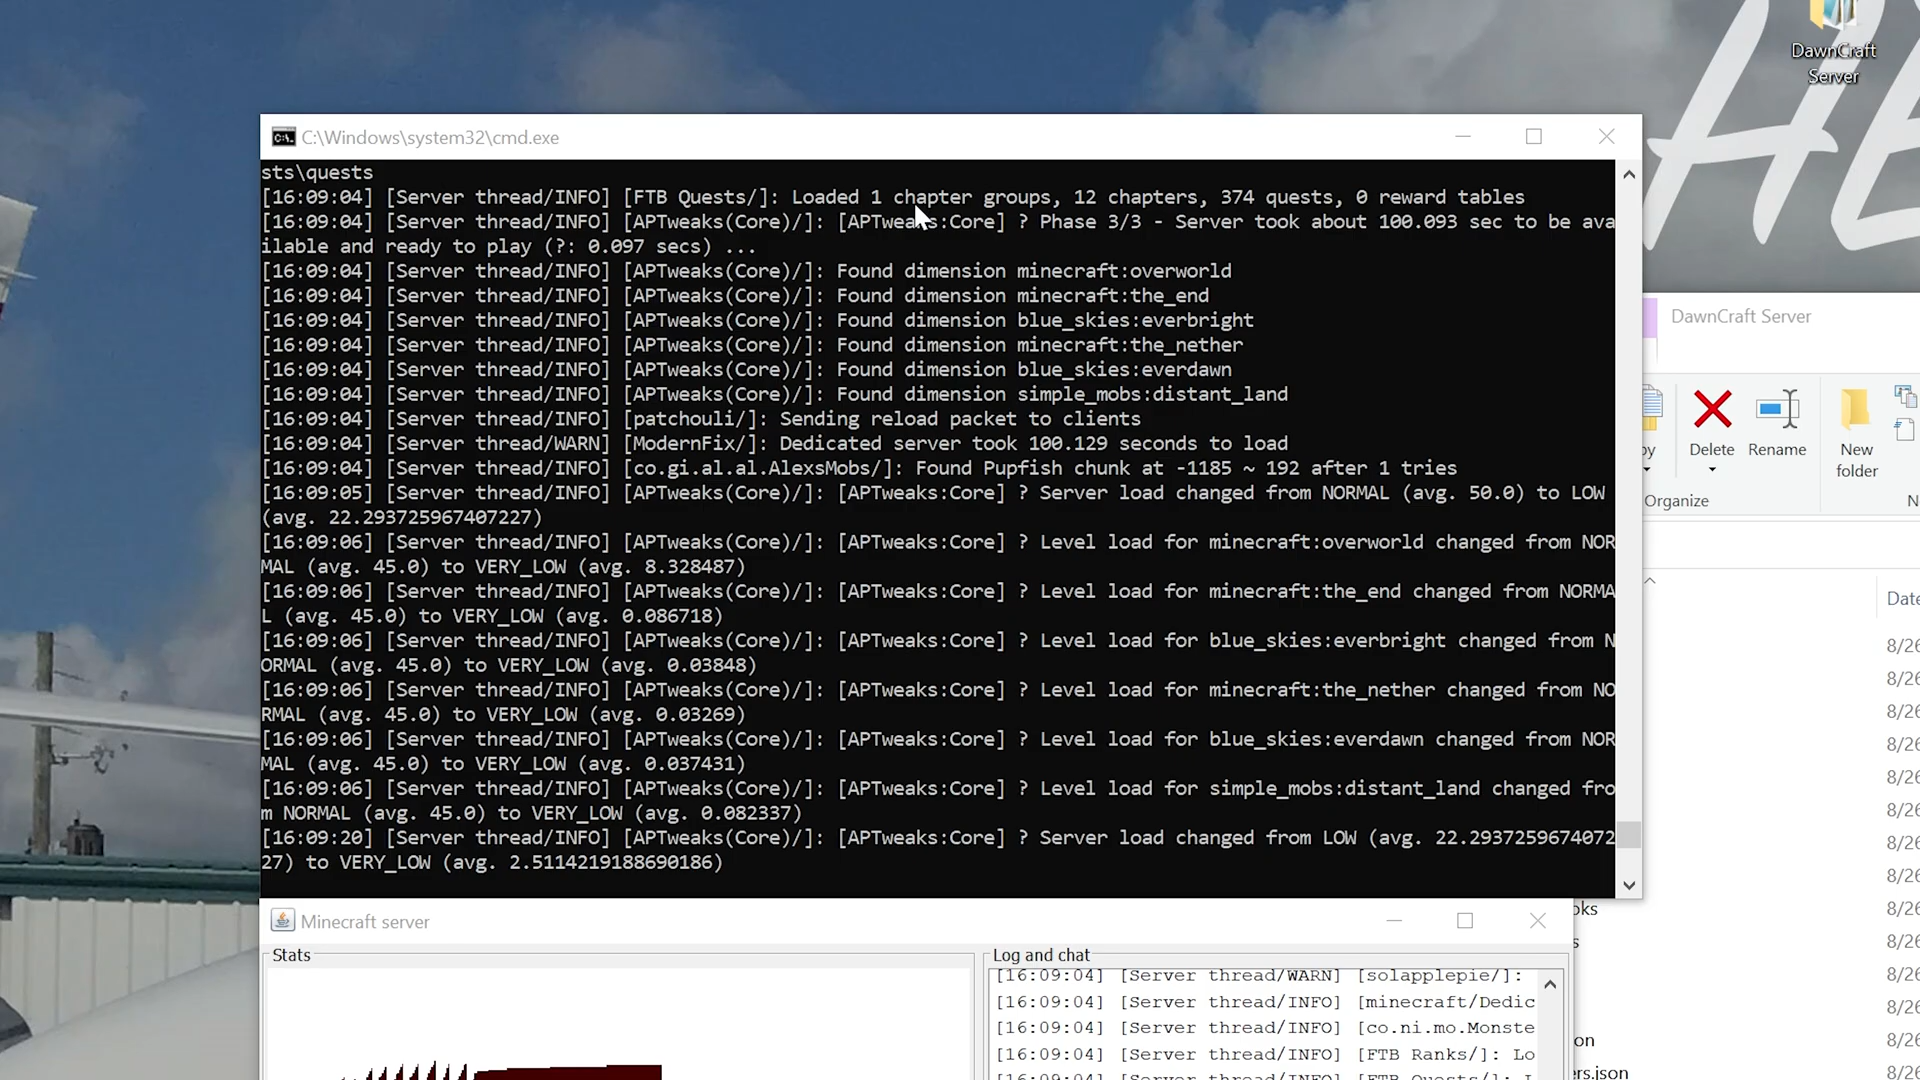 DawnCraft
Server
C:\Windows\system32\cmd.exe
sts\quests
[16:09:04] [Server thread/INFO] [FTB Quests/]: Loaded 1 chapter groups, 12 chapters, 374 quests, 0 reward tables
[16:09:04] [Server thread/INFO] [APTweaks(Core)/]: [APTweaks:Core] ? Phase 3/3 - Server took about 100.093 sec to be ava
ilable and ready to play (?: 0.097 secs) ...
[16:09:04] [Server thread/INFO] [APTweaks(Core)/]: Found dimension minecraft:overworld
[16:09:04] [Server thread/INFO] [APTweaks(Core)/]: Found dimension minecraft:the_end
[16:09:04] [Server thread/INFO] [APTweaks(Core)/]: Found dimension blue_skies:everbright
[16:09:04] [Server thread/INFO] [APTweaks(Core)/]: Found dimension minecraft:the_nether
[16:09:04] [Server thread/INFO] [APTweaks(Core)/]: Found dimension blue_skies:everdawn
[16:09:04] [Server thread/INFO] [APTweaks(Core)/]: Found dimension simple_mobs:distant_land
[16:09:04] [Server thread/INFO] [patchouli/]: Sending reload packet to clients
[16:09:04] [Server thread/WARN] [ModernFix/]: Dedicated server took 100.129 seconds to load
[16:09:04] [Server thread/INFO] [co.gi.al.al.AlexsMobs/]: Found Pupfish chunk at -1185 ~ 192 after 1 tries
[16:09:05] [Server thread/INFO] [APTweaks(Core)/]: [APTweaks:Core] ? Server load changed from NORMAL (avg. 50.0) to LOW
(avg. 22.293725967407227)
[16:09:06] [Server thread/INFO] [APTweaks(Core)/]: [APTweaks:Core] ? Level load for minecraft:overworld changed from NOR
MAL (avg. 45.0) to VERY_LOW (avg. 8.328487)
[16:09:06] [Server thread/INFO] [APTweaks(Core)/]: [APTweaks:Core] ? Level load for minecraft:the_end changed from NORMA
L (avg. 45.0) to VERY_LOW (avg. 0.086718)
[16:09:06] [Server thread/INFO] [APTweaks(Core)/]: [APTweaks:Core] ? Level load for blue_skies:everbright changed from N
ORMAL (avg. 45.0) to VERY_LOW (avg. 0.03848)
[16:09:06] [Server thread/INFO] [APTweaks(Core)/]: [APTweaks:Core] ? Level load for minecraft:the_nether changed from NO
RMAL (avg. 45.0) to VERY_LOW (avg. 0.03269)
[16:09:06] [Server thread/INFO] [APTweaks(Core)/]: [APTweaks:Core] ? Level load for blue_skies:everdawn changed from NOR
MAL (avg. 45.0) to VERY_LOW (avg. 0.037431)
[16:09:06] [Server thread/INFO] [APTweaks(Core)/]: [APTweaks:Core] ? Level load for simple_mobs:distant_land changed fro
m NORMAL (avg. 45.0) to VERY_LOW (avg. 0.082337)
[16:09:20] [Server thread/INFO] [APTweaks(Core)/]: [APTweaks:Core] ? Server load changed from LOW (avg. 22.2937259674072
27) to VERY_LOW (avg. 2.5114219188690186)
DawnCraft Server
Delete
Rename
New
folder
Organize
Date
Minecraft server
Stats
Log and chat
[16:09:04] [Server thread/WARN] [solapplepie/]:
[16:09:04] [Server thread/INFO] [minecraft/Dedic
[16:09:04] [Server thread/INFO] [co.ni.mo.Monste
[16:09:04] [Server thread/INFO] [FTB Ranks/]: Lo